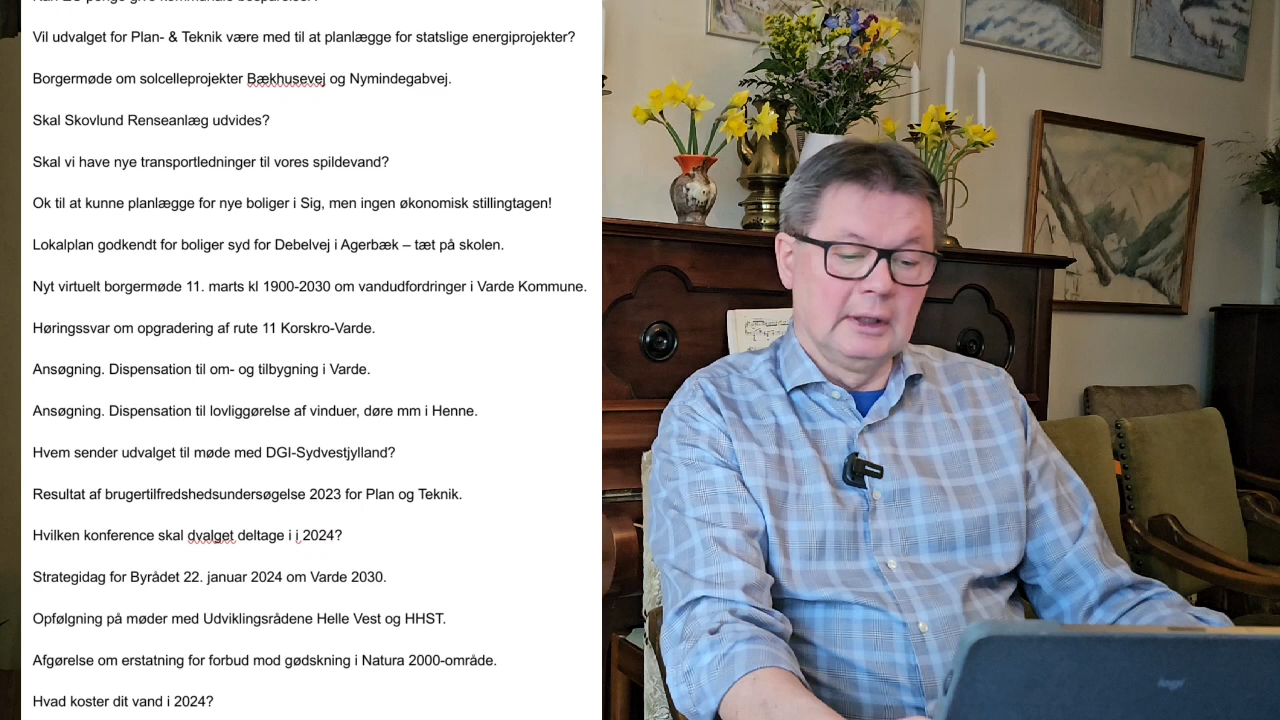 Vil udvalget for Plan- & Teknik være med til at planlægge for statslige energiprojekter?
Borgermøde om solcelleprojekter Bækhusevej og Nymindegabvej.
Skal Skovlund Renseanlæg udvides?
Skal vi have nye transportledninger til vores spildevand?
Ok til at kunne planlægge for nye boliger i Sig, men ingen økonomisk stillingtagen!
Lokalplan godkendt for boliger syd for Debelvej i Agerbæk – tæt på skolen.
Nyt virtuelt borgermøde 11. marts kl 1900-2030 om vandudfordringer i Varde Kommune.
Høringssvar om opgradering af rute 11 Korskro-Varde.
Ansøgning. Dispensation til om- og tilbygning i Varde.
Ansøgning. Dispensation til lovliggørelse af vinduer, døre mm i Henne.
Hvem sender udvalget til møde med DGI-Sydvestjylland?
Resultat af brugertilfredshedsundersøgelse 2023 for Plan og Teknik.
Hvilken konference skal dvalget deltage i i 2024?
Strategidag for Byrådet 22. januar 2024 om Varde 2030.
Opfølgning på møder med Udviklingsrådene Helle Vest og HHST.
Afgørelse om erstatning for forbud mod gødskning i Natura 2000-område.
Hvad koster dit vand i 2024?